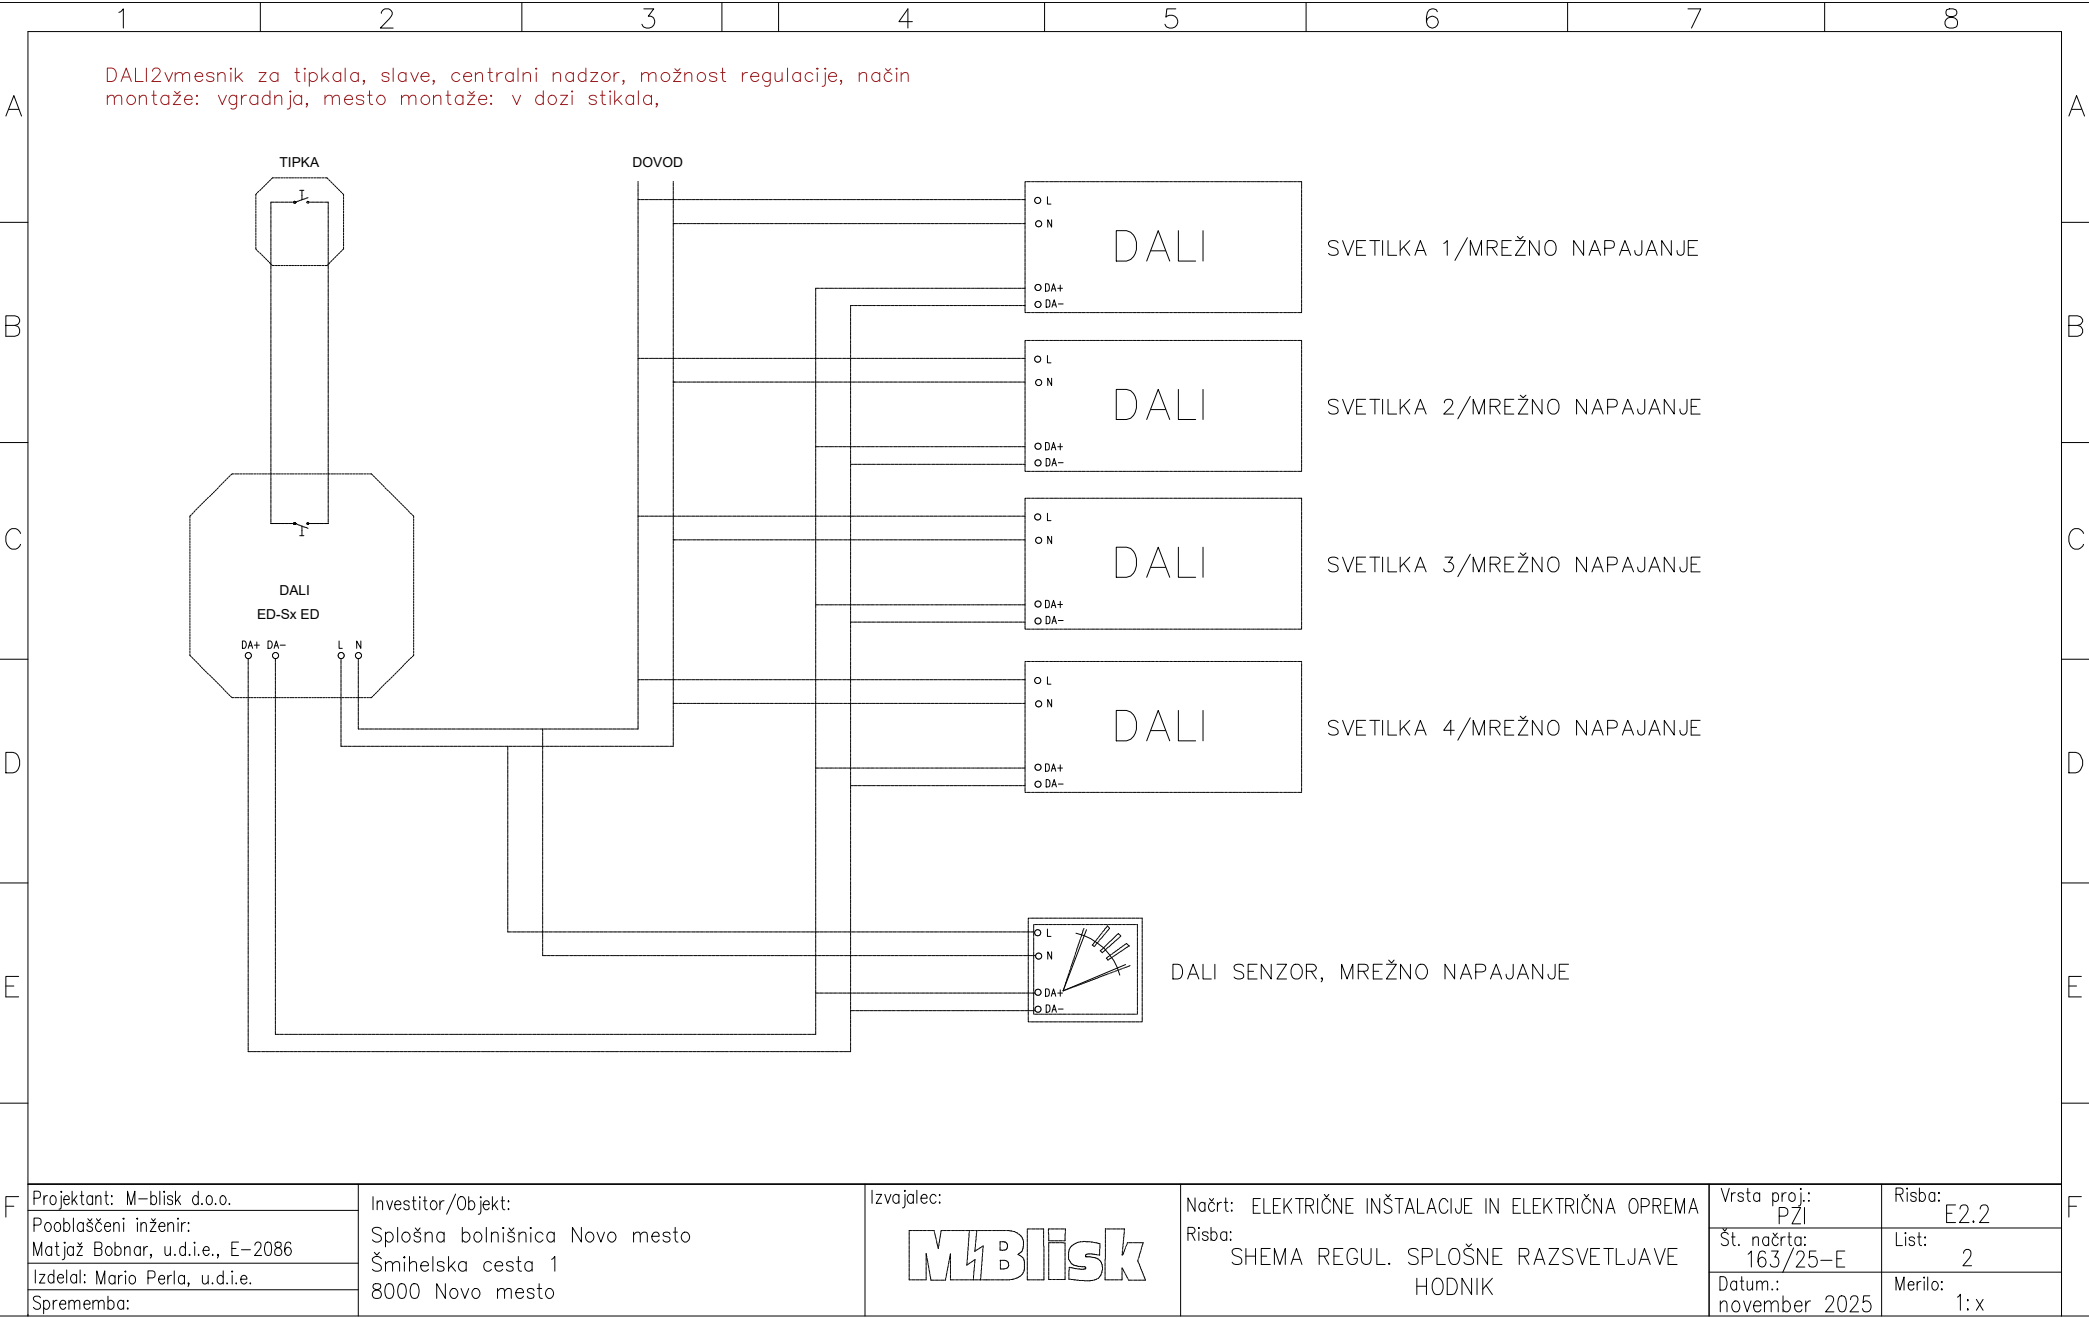 1 2 3 4 5 6 7 8
A A
B B
C C
D D
E E
F F
DALI2vmesnik za tipkala, slave, centralni nadzor, možnost regulacije, način
montaže: vgradnja, mesto montaže: v dozi stikala,
TIPKA
DOVOD
L
N
DALI
DA+
DA-
SVETILKA 1/MREŽNO NAPAJANJE
L
N
DALI
DA+
DA-
SVETILKA 2/MREŽNO NAPAJANJE
L
N
DALI
DA+
DA-
SVETILKA 3/MREŽNO NAPAJANJE
DALI
ED-Sx ED
DA+ DA- L N
L
N
DALI
DA+
DA-
SVETILKA 4/MREŽNO NAPAJANJE
L
N
DA+
DA-
DALI SENZOR, MREŽNO NAPAJANJE
Projektant: M-blisk d.o.o.
Pooblaščeni inženir:
Matjaž Bobnar, u.d.i.e., E-2086
Izdelal: Mario Perla, u.d.i.e.
Sprememba:
Investitor/Objekt:
Splošna bolnišnica Novo mesto
Šmihelska cesta 1
8000 Novo mesto
Izvajalec:
M Blisk
Načrt: ELEKTRIČNE INŠTALACIJE IN ELEKTRIČNA OPREMA
Risba:
SHEMA REGUL. SPLOŠNE RAZSVETLJAVE
HODNIK
Vrsta proj.:
PZI
Št. načrta:
163/25-E
Datum.:
november 2025
Risba:
E2.2
List:
2
Merilo:
1:x